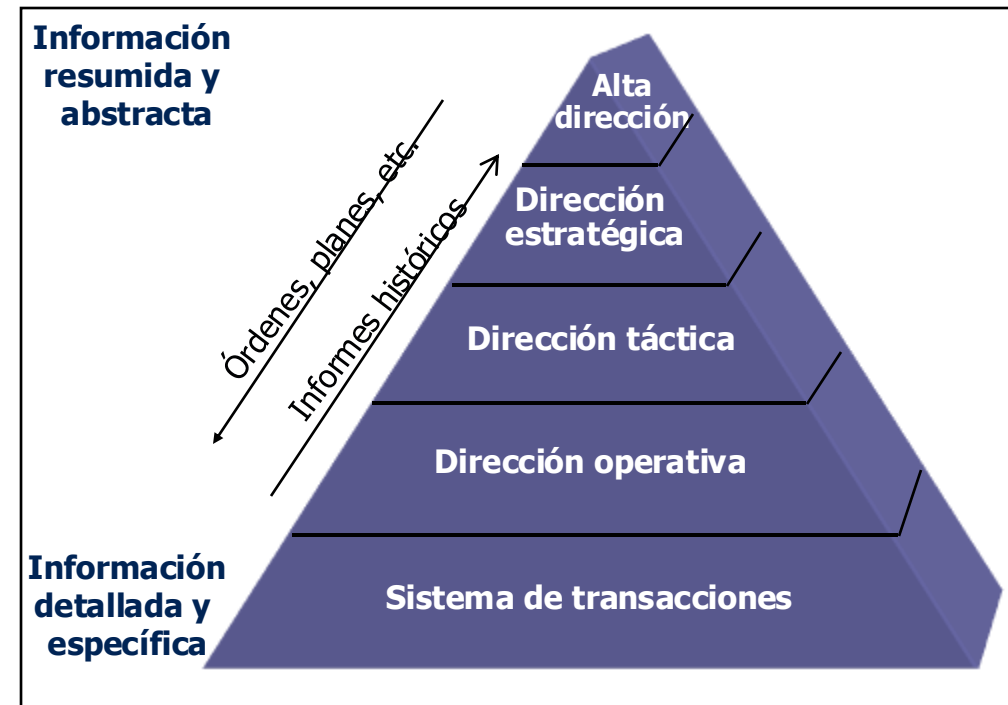 Información
resumida y
abstracta
Órdenes, planes, etc.
Informes históricos
Alta
dirección
Dirección
estratégica
Dirección táctica
Dirección operativa
Sistema de transacciones
Información
detallada y
específica